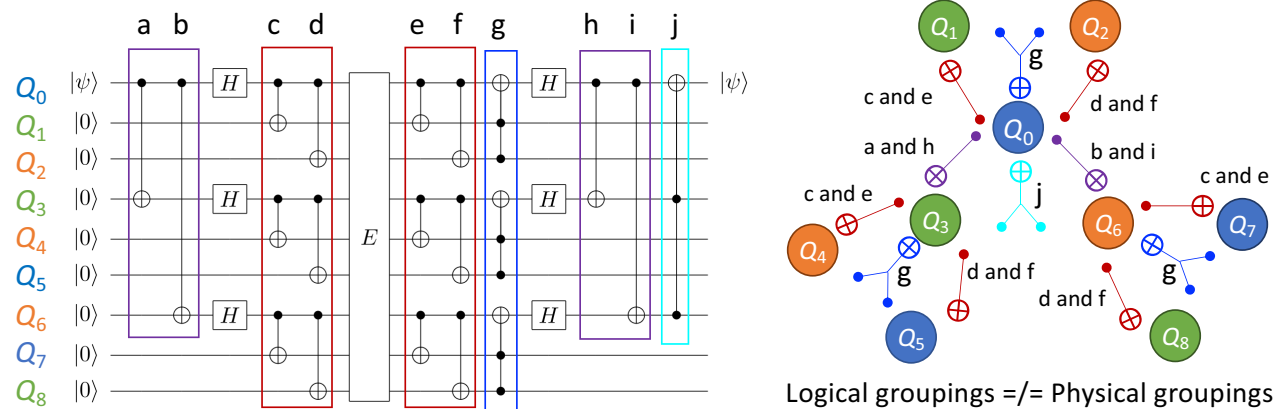 a b c d e f g h i j
Q0 |ψ⟩ H H |ψ⟩
Q1 |0⟩
Q2 |0⟩
Q3 |0⟩ H H
Q4 |0⟩ E
Q5 |0⟩
Q6 |0⟩ H H
Q7 |0⟩
Q8 |0⟩
Q1 Q2
g
c and e d and f
Q0
a and h b and i
c and e j c and e
Q3 Q6 Q7
Q4
g d and f g
d and f
Q5 Q8
Logical groupings =/= Physical groupings